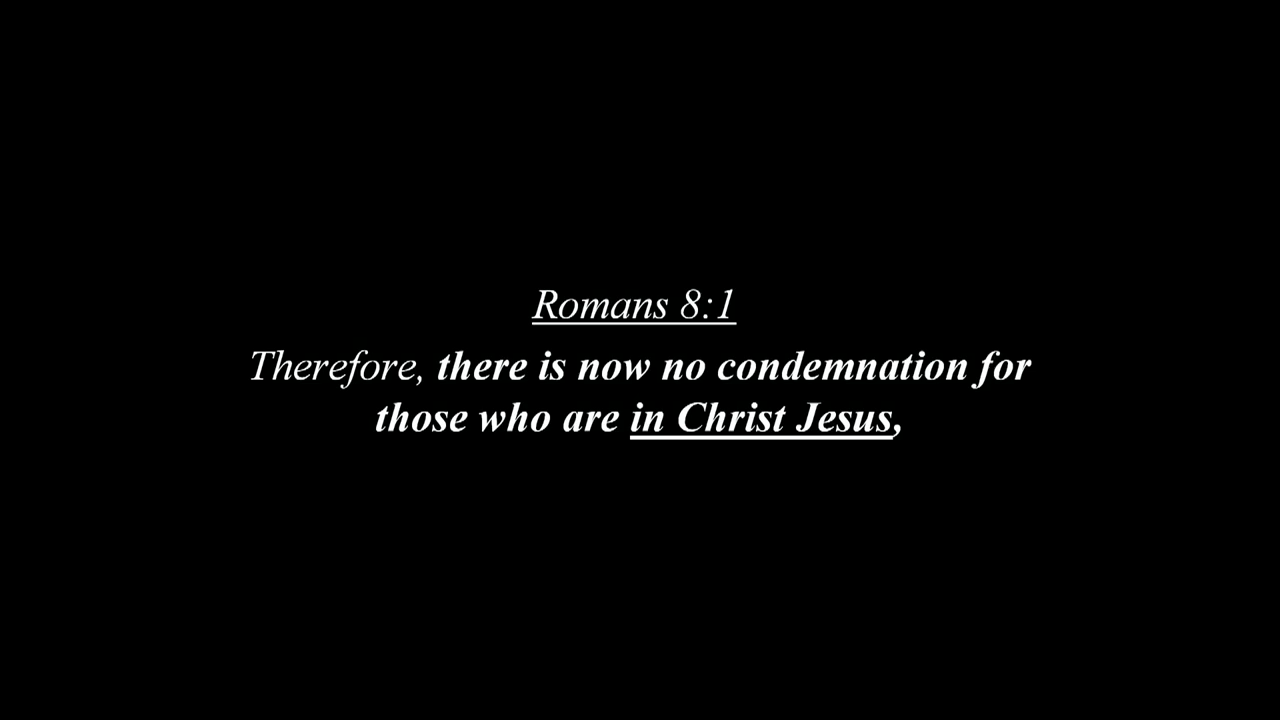 Romans 8:1
Therefore, there is now no condemnation for
those who are in Christ Jesus,